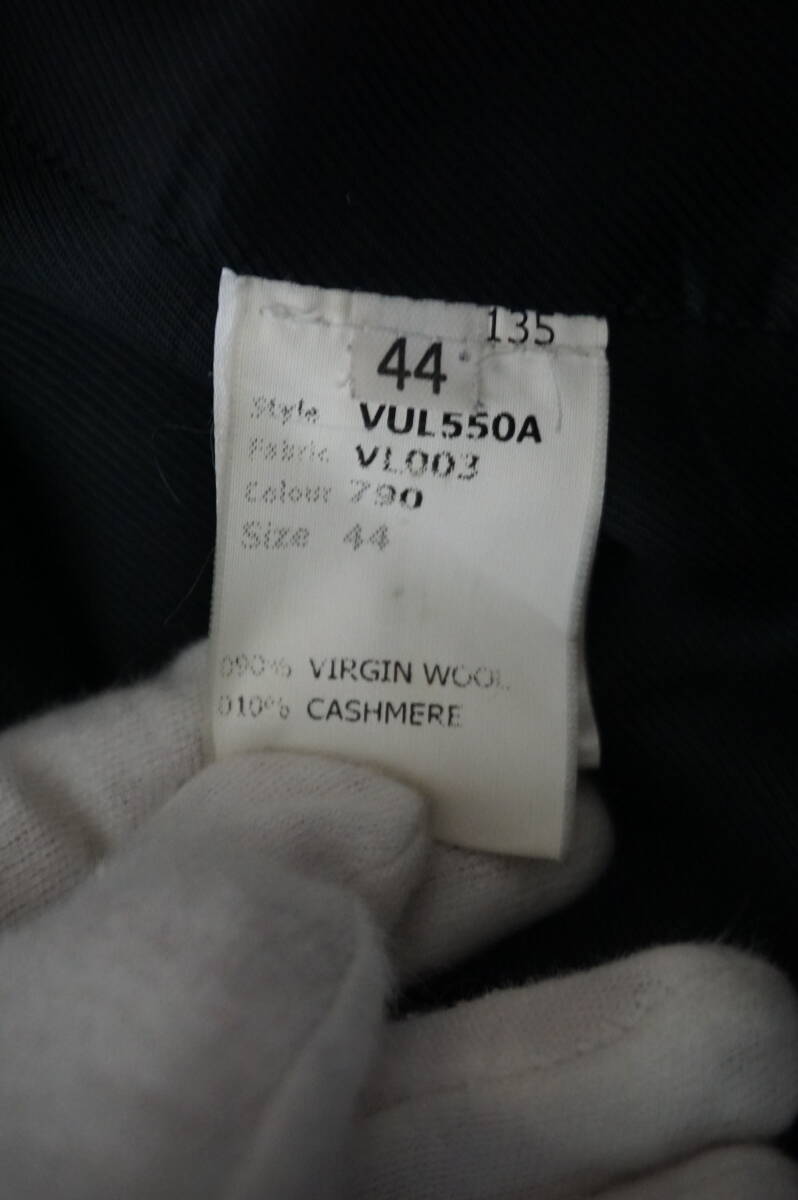 135
44
Style VUL550A
Fabric VL003
Colour 790
Size 44
090% VIRGIN WOOL
010% CASHMERE